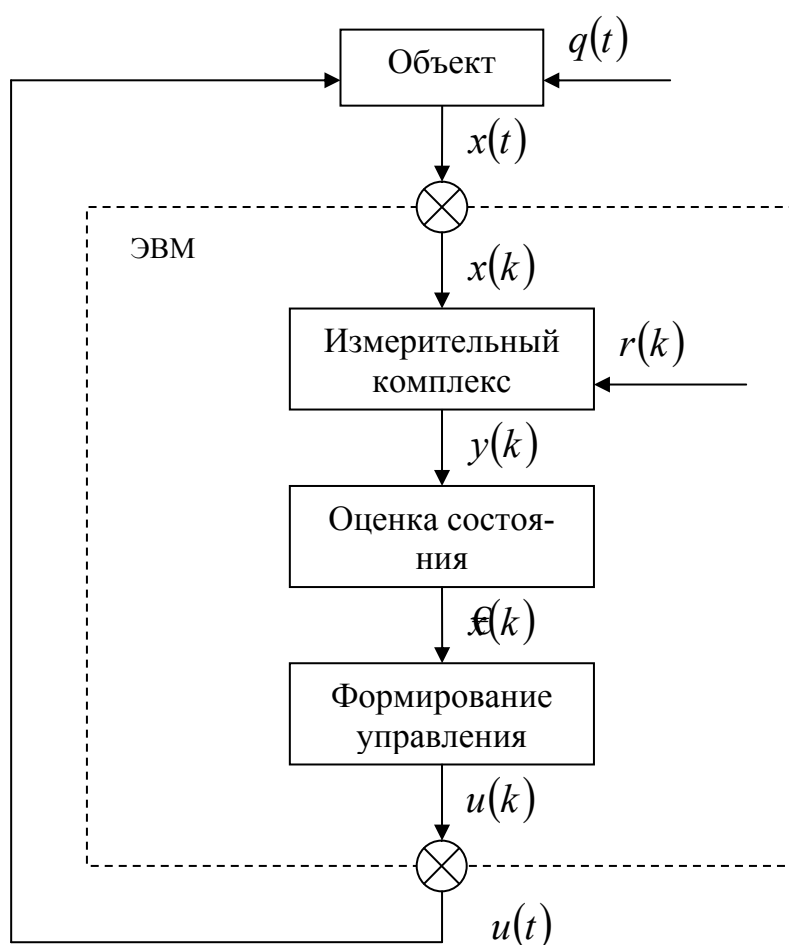 Объект
q(t)
x(t)
ЭВМ
x(k)
Измерительный
комплекс
r(k)
y(k)
Оценка состоя-
ния
x€(k)
Формирование
управления
u(k)
u(t)